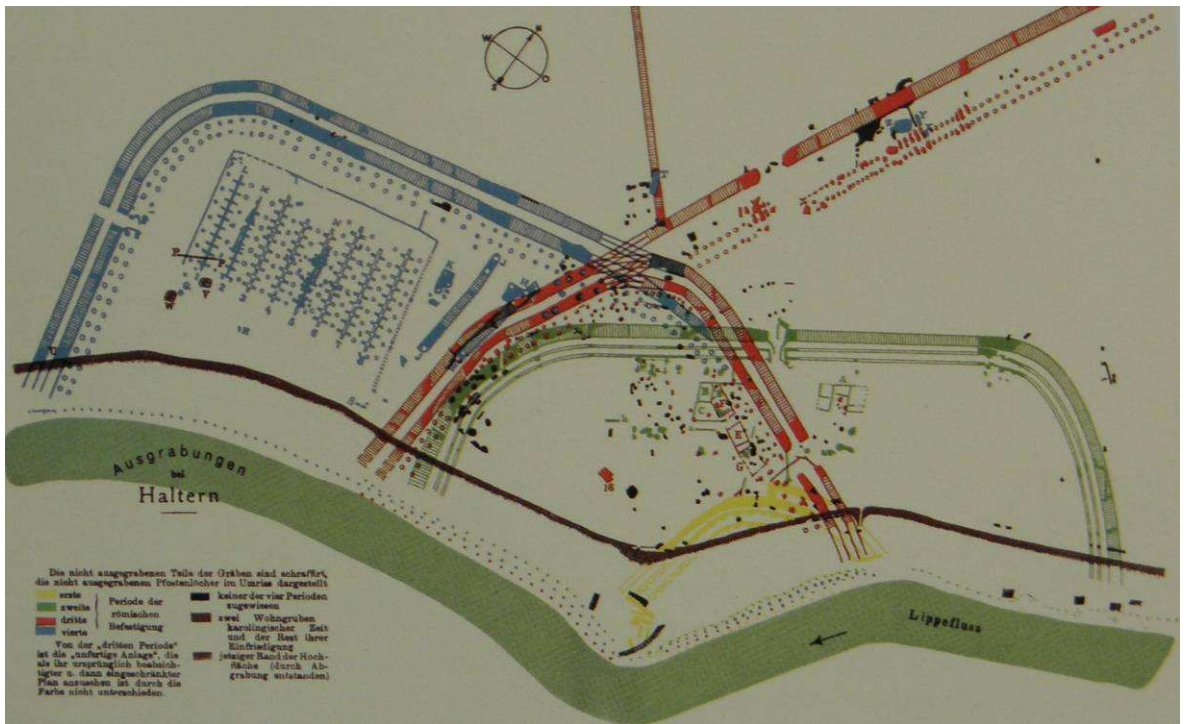 W
N
S
O
P
P
W
V
R
A
B
C
E
G
16
Ausgrabungen
bei
Haltern
Lippefluss
Die nicht ausgegrabenen Teile der Gräben sind schraffiert,
die nicht ausgegrabenen Pfostenlöcher im Umriss dargestellt
erste
zweite
dritte
vierte
Periode der
römischen
Befestigung
Von der „dritten Periode“
ist die „unfertige Anlage“, die
als ihr ursprünglich beabsich-
tigter u. dann eingeschränkter
Plan anzusehen ist durch die
Farbe nicht unterschieden.
keiner der vier Perioden
zugewiesen
zwei Wohngruben
karolingischer Zeit
und der Rest ihrer
Einfriedigung
jetziger Rand der Hoch-
fläche (durch Ab-
grabung entstanden)